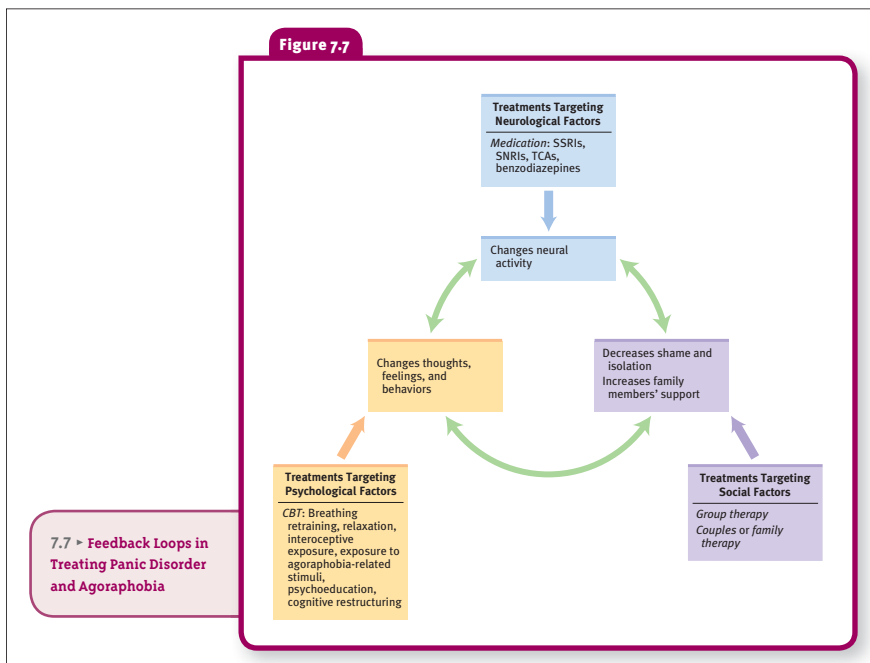 Figure 7.7
Treatments Targeting
Neurological Factors
Medication: SSRIs,
SNRIs, TCAs,
benzodiazepines
Changes neural
activity
Changes thoughts,
feelings, and
behaviors
Decreases shame and
isolation
Increases family
members’ support
Treatments Targeting
Psychological Factors
CBT: Breathing
retraining, relaxation,
interoceptive
exposure, exposure to
agoraphobia-related
stimuli,
psychoeducation,
cognitive restructuring
Treatments Targeting
Social Factors
Group therapy
Couples or family
therapy
7.7 ► Feedback Loops in
Treating Panic Disorder
and Agoraphobia